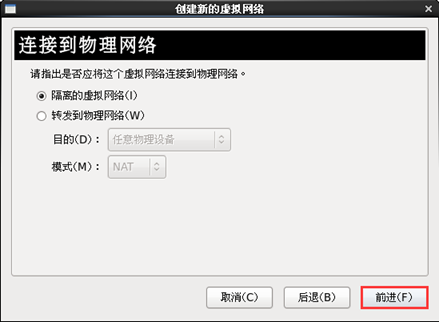 创建新的虚拟网络
连接到物理网络
请指出是否应将这个虚拟网络连接到物理网络。
隔离的虚拟网络(I)
转发到物理网络(W)
目的(D)： 任意物理设备
模式(M)： NAT
取消(C) 后退(B) 前进(F)